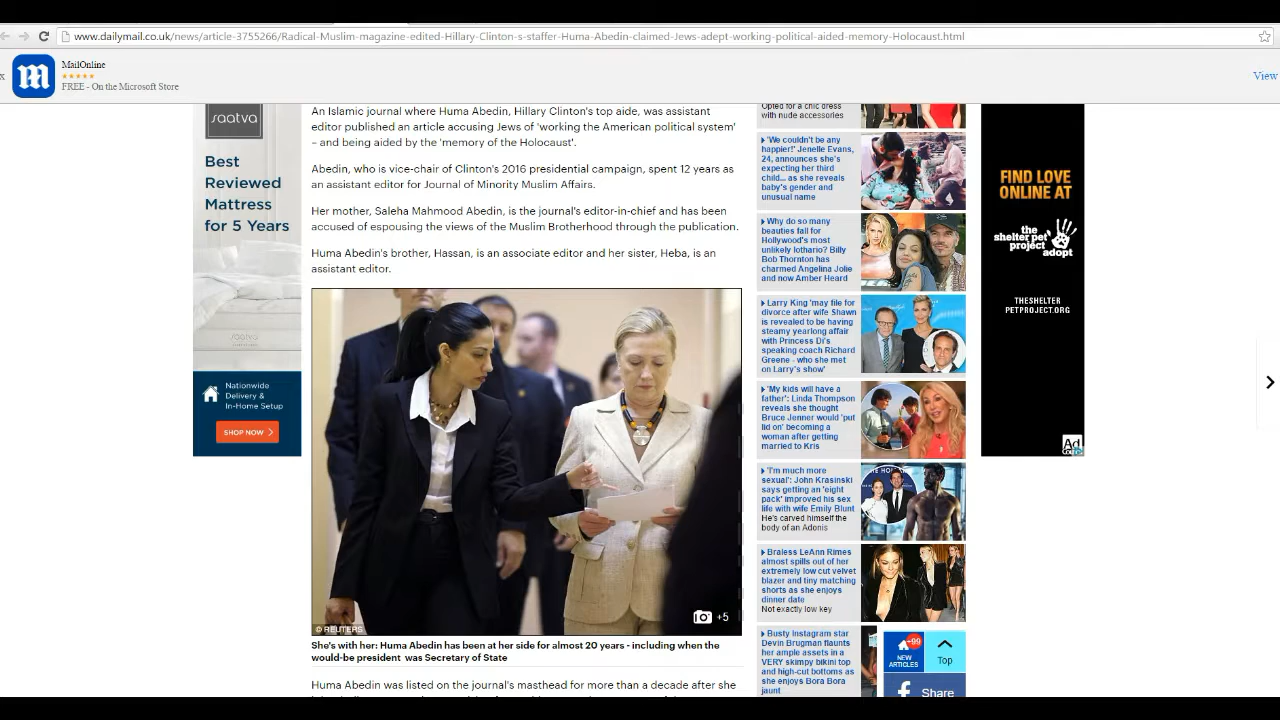 www.dailymail.co.uk/news/article-3755266/Radical-Muslim-magazine-edited-Hillary-Clinton-s-staffer-Huma-Abedin-claimed-Jews-adept-working-political-aided-memory-Holocaust.html
x
m
MailOnline
FREE - On the Microsoft Store
View
saatva
Best
Reviewed
Mattress
for 5 Years
saatva
Nationwide
Delivery &
In-Home Setup
SHOP NOW
An Islamic journal where Huma Abedin, Hillary Clinton's top aide, was assistant
editor published an article accusing Jews of 'working the American political system'
– and being aided by the 'memory of the Holocaust'.
Abedin, who is vice-chair of Clinton's 2016 presidential campaign, spent 12 years as
an assistant editor for Journal of Minority Muslim Affairs.
Her mother, Saleha Mahmood Abedin, is the journal's editor-in-chief and has been
accused of espousing the views of the Muslim Brotherhood through the publication.
Huma Abedin's brother, Hassan, is an associate editor and her sister, Heba, is an
assistant editor.
© REUTERS
+5
She's with her: Huma Abedin has been at her side for almost 20 years - including when the
would-be president was Secretary of State
Huma Abedin was listed on the journal's masthead for more than a decade after she
Opted for a chic dress
with nude accessories
'We couldn't be any
happier!' Jenelle Evans,
24, announces she's
expecting her third
child... as she reveals
baby's gender and
unusual name
Why do so many
beauties fall for
Hollywood's most
unlikely lothario? Billy
Bob Thornton has
charmed Angelina Jolie
and now Amber Heard
Larry King 'may file for
divorce after wife Shawn
is revealed to be having
steamy yearlong affair
with Princess Di's
speaking coach Richard
Greene - who she met
on Larry's show'
'My kids will have a
father': Linda Thompson
reveals she thought
Bruce Jenner would 'put
lid on' becoming a
woman after getting
married to Kris
'I'm much more
sexual': John Krasinski
says getting an 'eight
pack' improved his sex
life with wife Emily Blunt
He's carved himself the
body of an Adonis
Braless LeAnn Rimes
almost spills out of her
extremely low cut velvet
blazer and tiny matching
shorts as she enjoys
dinner date
Not exactly low key
Busty Instagram star
Devin Brugman flaunts
her ample assets in a
VERY skimpy bikini top
and high-cut bottoms as
she enjoys Bora Bora
jaunt
+99
NEW
ARTICLES
Top
Share
FIND LOVE
ONLINE AT
the
shelter pet
project
adopt
THESHELTER
PETPROJECT.ORG
Ad
Council